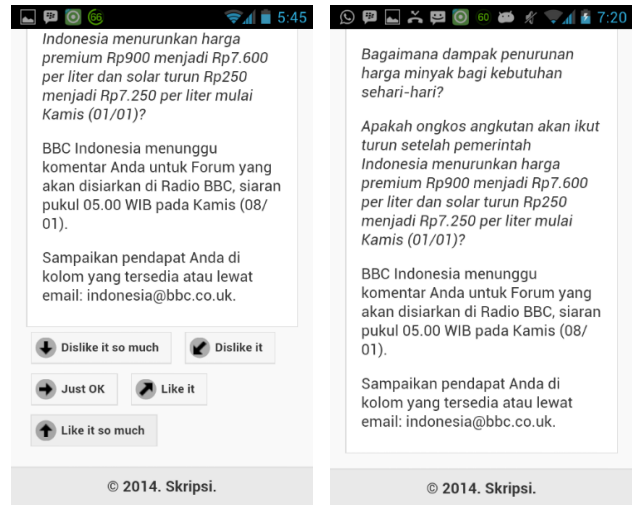 66
5:45
Indonesia menurunkan harga
premium Rp900 menjadi Rp7.600
per liter dan solar turun Rp250
menjadi Rp7.250 per liter mulai
Kamis (01/01)?
BBC Indonesia menunggu
komentar Anda untuk Forum yang
akan disiarkan di Radio BBC, siaran
pukul 05.00 WIB pada Kamis (08/
01).
Sampaikan pendapat Anda di
kolom yang tersedia atau lewat
email: indonesia@bbc.co.uk.
Dislike it so much
Dislike it
Just OK
Like it
Like it so much
© 2014. Skripsi.
60
7:20
Bagaimana dampak penurunan
harga minyak bagi kebutuhan
sehari-hari?
Apakah ongkos angkutan akan ikut
turun setelah pemerintah
Indonesia menurunkan harga
premium Rp900 menjadi Rp7.600
per liter dan solar turun Rp250
menjadi Rp7.250 per liter mulai
Kamis (01/01)?
BBC Indonesia menunggu
komentar Anda untuk Forum yang
akan disiarkan di Radio BBC, siaran
pukul 05.00 WIB pada Kamis (08/
01).
Sampaikan pendapat Anda di
kolom yang tersedia atau lewat
email: indonesia@bbc.co.uk.
© 2014. Skripsi.